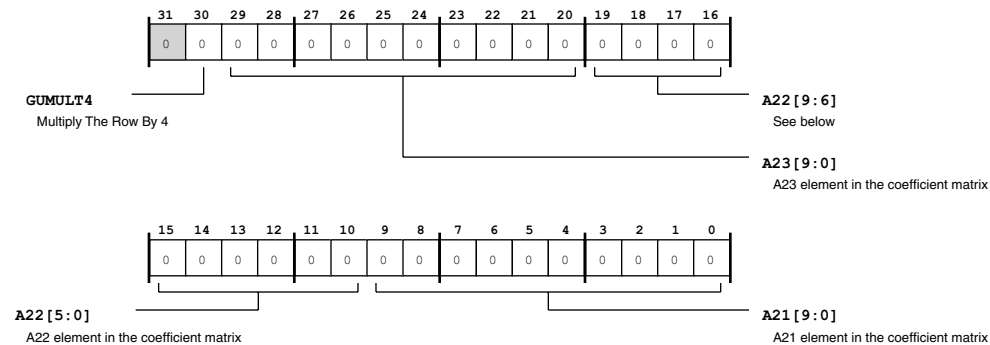 31 30 29 28 27 26 25 24 23 22 21 20 19 18 17 16
0 0 0 0 0 0 0 0 0 0 0 0 0 0 0 0
GUMULT4
Multiply The Row By 4
A22[9:6]
See below
A23[9:0]
A23 element in the coefficient matrix
15 14 13 12 11 10 9 8 7 6 5 4 3 2 1 0
0 0 0 0 0 0 0 0 0 0 0 0 0 0 0 0
A22[5:0]
A22 element in the coefficient matrix
A21[9:0]
A21 element in the coefficient matrix